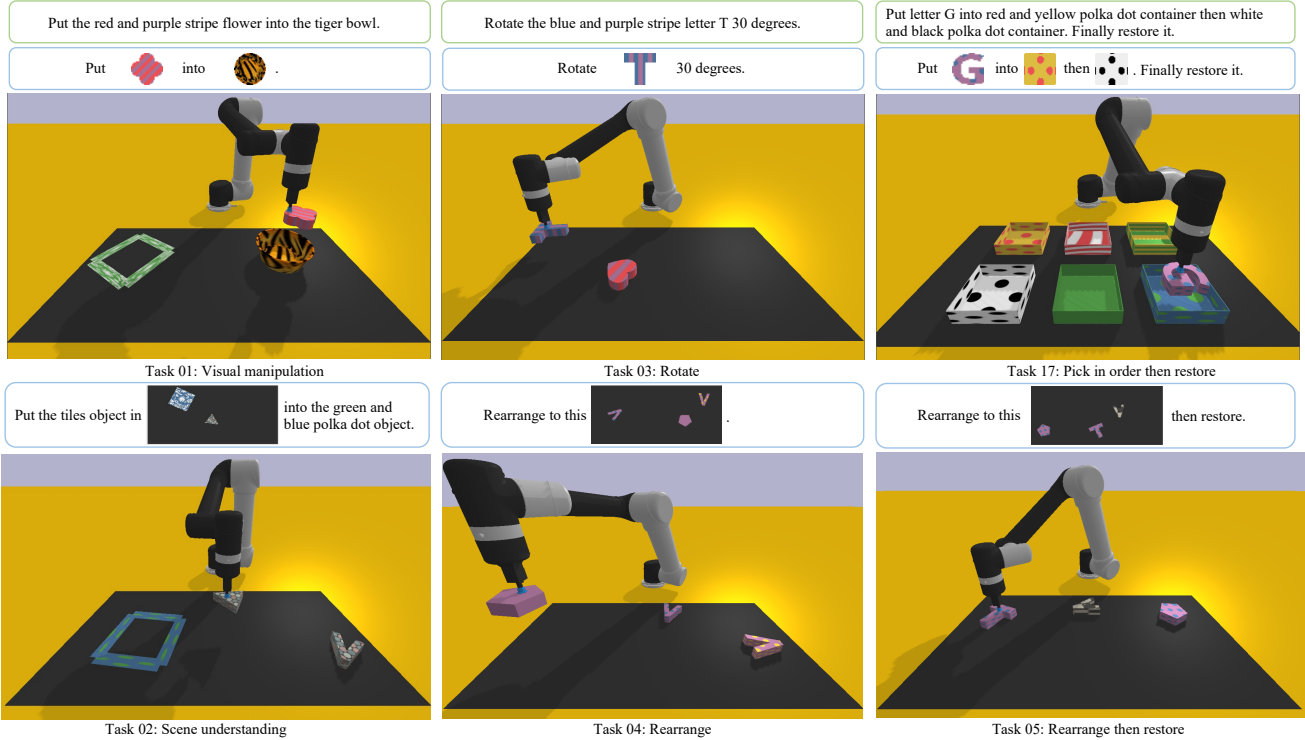 Put the red and purple stripe flower into the tiger bowl.
Put into .
Task 01: Visual manipulation
Rotate the blue and purple stripe letter T 30 degrees.
Rotate T 30 degrees.
Task 03: Rotate
Put letter G into red and yellow polka dot container then white
and black polka dot container. Finally restore it.
Put G into then . Finally restore it.
Task 17: Pick in order then restore
Put the tiles object in into the green and
blue polka dot object.
Task 02: Scene understanding
Rearrange to this .
Task 04: Rearrange
Rearrange to this then restore.
Task 05: Rearrange then restore